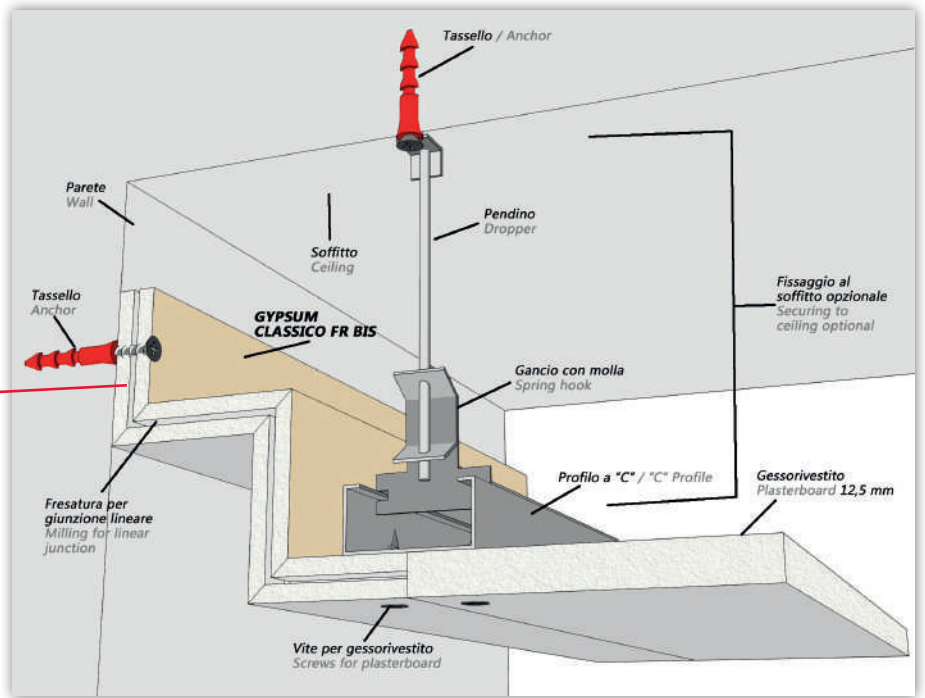 Tassello / Anchor
Parete
Wall
Soffitto
Ceiling
Pendino
Dropper
Tassello
Anchor
GYPSUM
CLASSICO FR BIS
Fissaggio al
soffitto opzionale
Securing to
ceiling optional
Gancio con molla
Spring hook
Profilo a "C" / "C" Profile
Gessorivestito
Plasterboard 12,5 mm
Fresatura per
giunzione lineare
Milling for linear
junction
Vite per gessorivestito
Screws for plasterboard